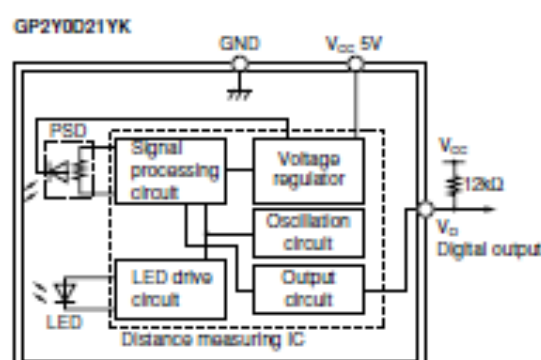 GP2Y0D21YK
GND
VCC 5V
PSD
Signal
processing
circuit
Voltage
regulator
VCC
12kΩ
Oscillation
circuit
VO
Digital output
LED drive
circuit
Output
circuit
LED
Distance measuring IC